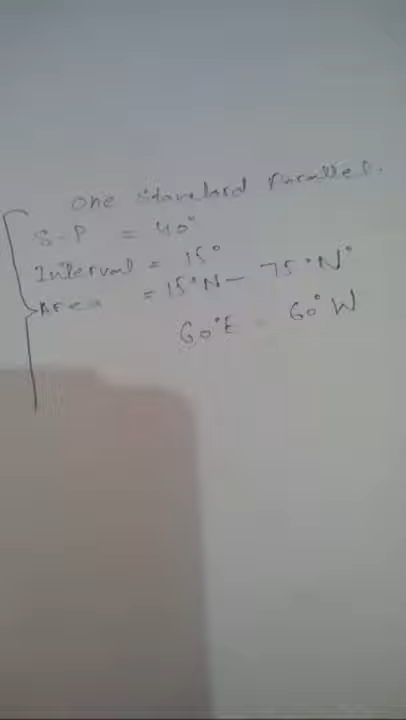 One standard Parallel.
S-P = 40°
Interval = 15°
Area = 15°N - 75°N°
60°E - 60°W